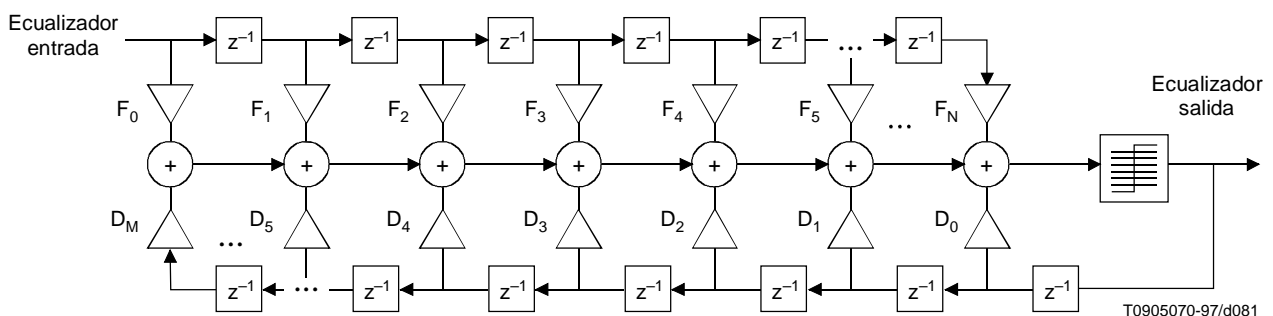 Ecualizador
entrada
z⁻¹ z⁻¹ z⁻¹ z⁻¹ z⁻¹ ... z⁻¹
F₀ F₁ F₂ F₃ F₄ F₅ ... F_N
Ecualizador
salida
+ + + + + + +
D_M ... D₅ D₄ D₃ D₂ D₁ D₀
z⁻¹ ... z⁻¹ z⁻¹ z⁻¹ z⁻¹ z⁻¹ z⁻¹
T0905070-97/d081